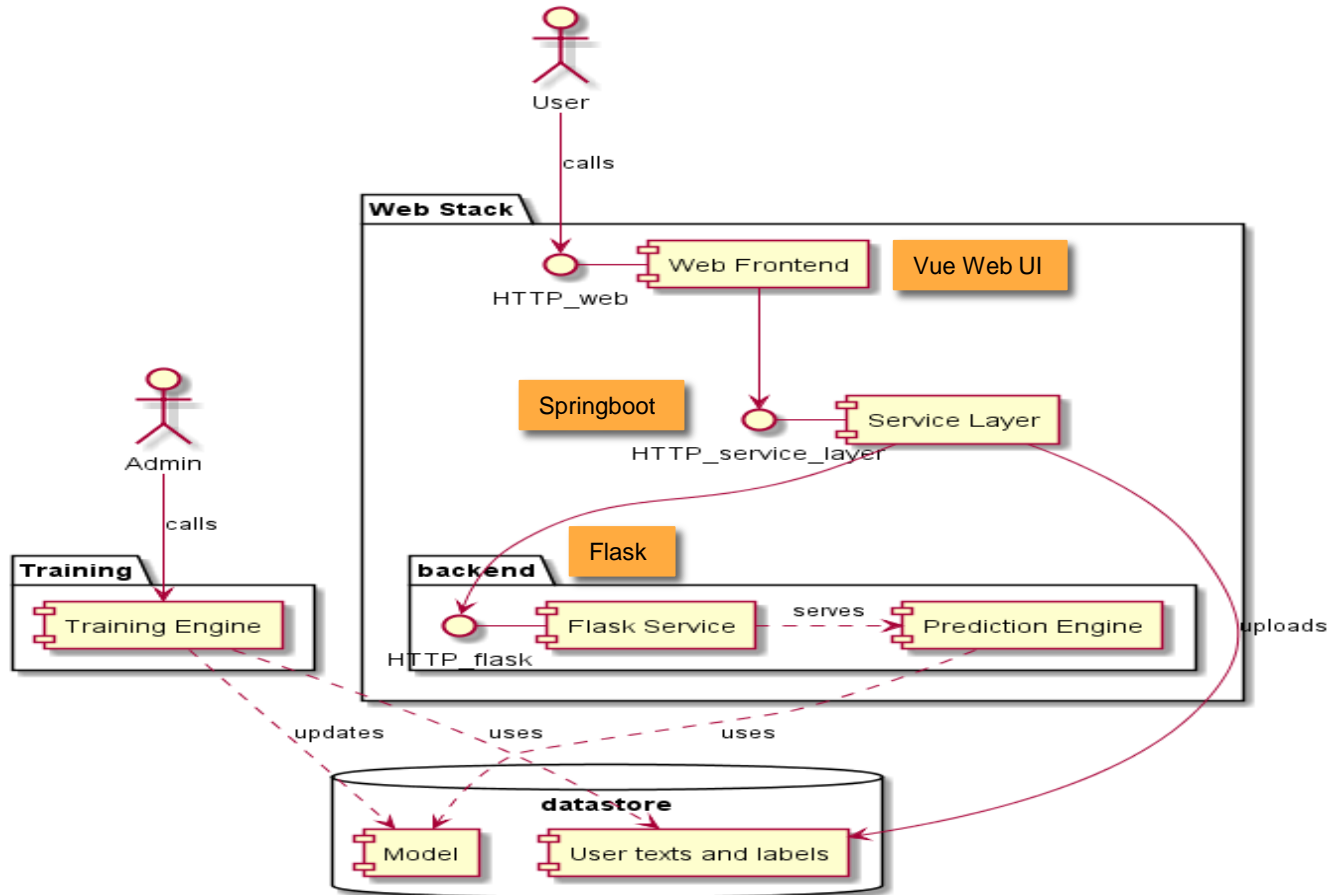 User
calls
Web Stack
Web Frontend
Vue Web UI
HTTP_web
Springboot
Service Layer
HTTP_service_layer
Admin
calls
Flask
Training
backend
Training Engine
Flask Service
serves
Prediction Engine
uploads
HTTP_flask
updates
uses
uses
datastore
Model
User texts and labels